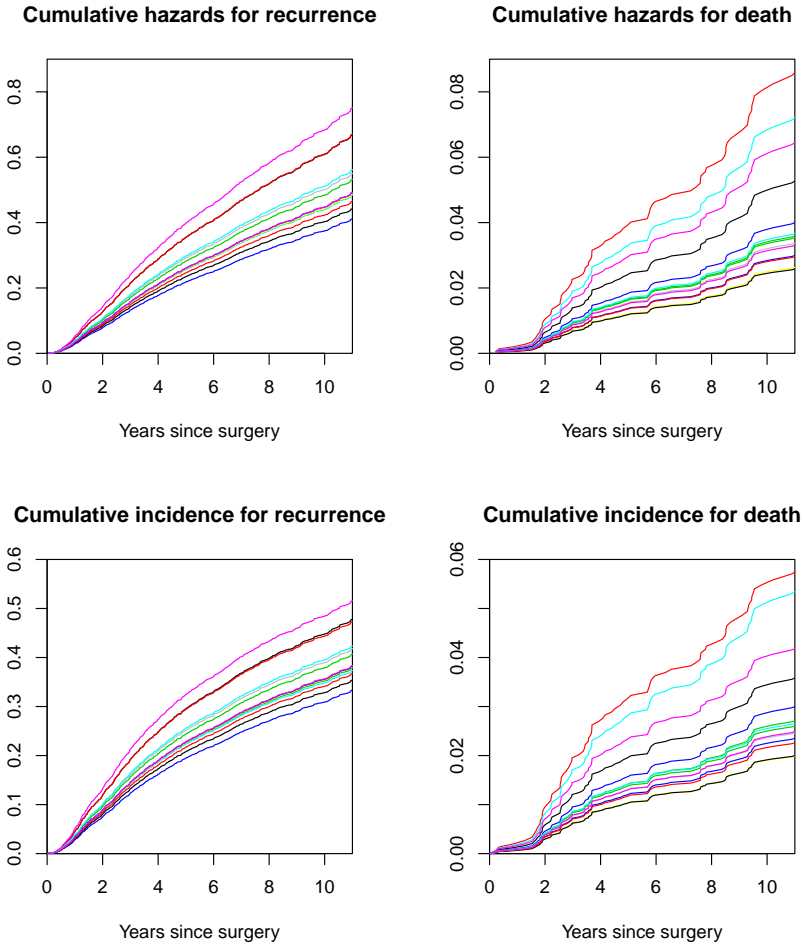 Cumulative hazards for recurrence
0.0 0.2 0.4 0.6 0.8
0 2 4 6 8 10
Years since surgery
Cumulative hazards for death
0.00 0.02 0.04 0.06 0.08
0 2 4 6 8 10
Years since surgery
Cumulative incidence for recurrence
0.0 0.1 0.2 0.3 0.4 0.5 0.6
0 2 4 6 8 10
Years since surgery
Cumulative incidence for death
0.00 0.02 0.04 0.06
0 2 4 6 8 10
Years since surgery